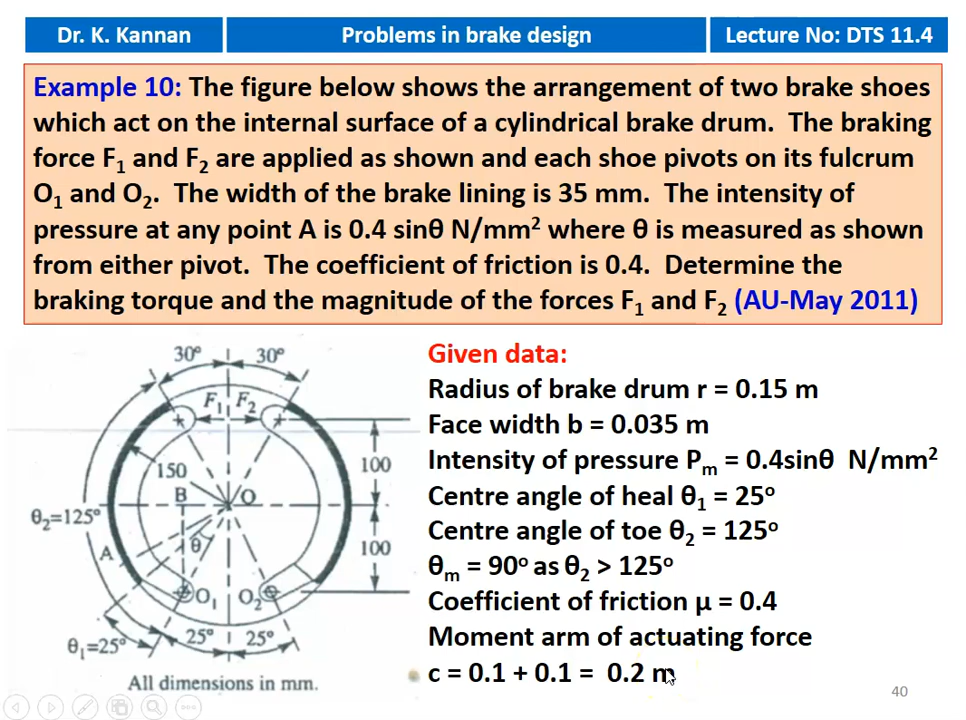 Dr. K. Kannan
Problems in brake design
Lecture No: DTS 11.4
Example 10: The figure below shows the arrangement of two brake shoes
which act on the internal surface of a cylindrical brake drum. The braking
force F₁ and F₂ are applied as shown and each shoe pivots on its fulcrum
O₁ and O₂. The width of the brake lining is 35 mm. The intensity of
pressure at any point A is 0.4 sinθ N/mm² where θ is measured as shown
from either pivot. The coefficient of friction is 0.4. Determine the
braking torque and the magnitude of the forces F₁ and F₂ (AU-May 2011)
30° 30°
F₁ F₂
150
100
B O
θ₂=125°
A
θ
100
O₁ O₂
25° 25°
θ₁=25°
All dimensions in mm.
Given data:
Radius of brake drum r = 0.15 m
Face width b = 0.035 m
Intensity of pressure Pₘ = 0.4sinθ N/mm²
Centre angle of heal θ₁ = 25°
Centre angle of toe θ₂ = 125°
θₘ = 90° as θ₂ > 125°
Coefficient of friction μ = 0.4
Moment arm of actuating force
c = 0.1 + 0.1 = 0.2 m
40